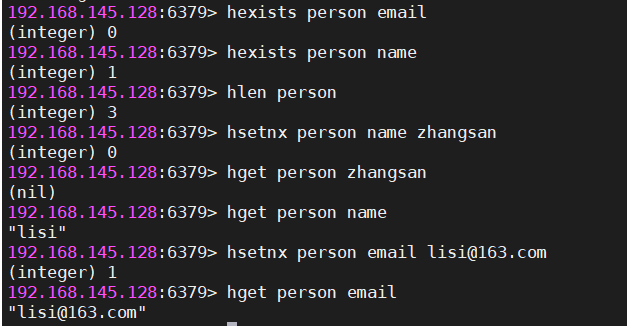 192.168.145.128:6379> hexists person email
(integer) 0
192.168.145.128:6379> hexists person name
(integer) 1
192.168.145.128:6379> hlen person
(integer) 3
192.168.145.128:6379> hsetnx person name zhangsan
(integer) 0
192.168.145.128:6379> hget person zhangsan
(nil)
192.168.145.128:6379> hget person name
"lisi"
192.168.145.128:6379> hsetnx person email lisi@163.com
(integer) 1
192.168.145.128:6379> hget person email
"lisi@163.com"